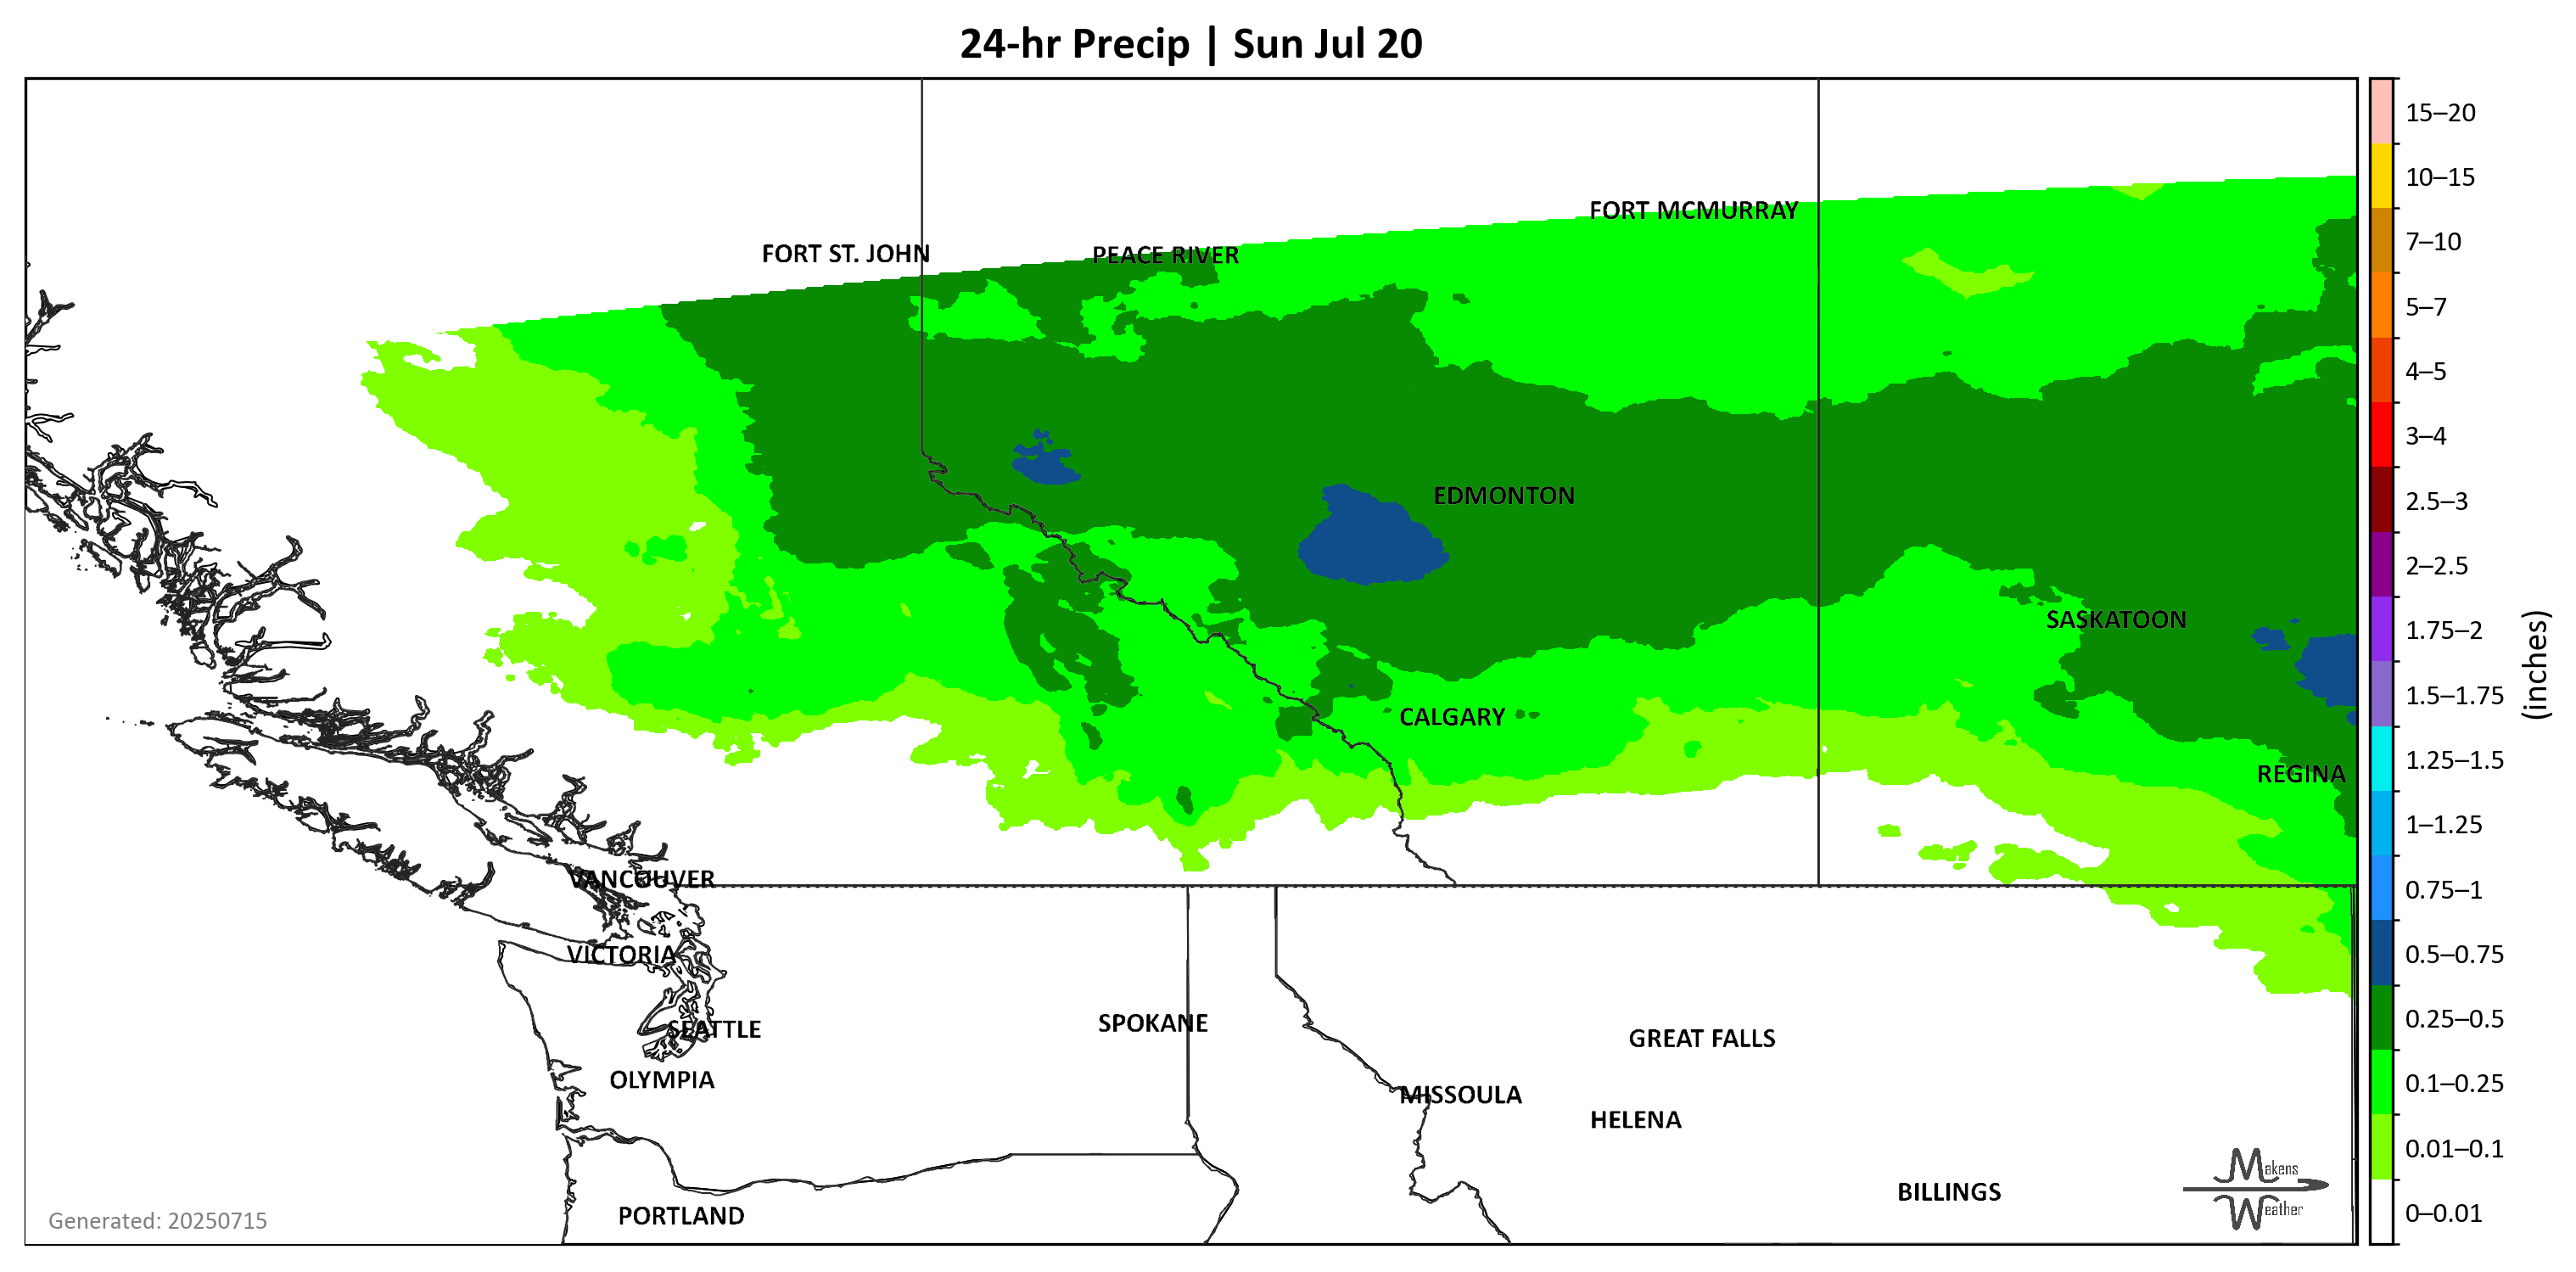 24-hr Precip | Sun Jul 20
15–20
10–15
7–10
5–7
4–5
3–4
2.5–3
2–2.5
1.75–2
1.5–1.75
1.25–1.5
1–1.25
0.75–1
0.5–0.75
0.25–0.5
0.1–0.25
0.01–0.1
0–0.01
(inches)
FORT MCMURRAY
FORT ST. JOHN
PEACE RIVER
EDMONTON
SASKATOON
CALGARY
REGINA
VANCOUVER
VICTORIA
SPOKANE
SEATTLE
GREAT FALLS
OLYMPIA
MISSOULA
HELENA
BILLINGS
PORTLAND
Makens
Weather
Generated: 20250715